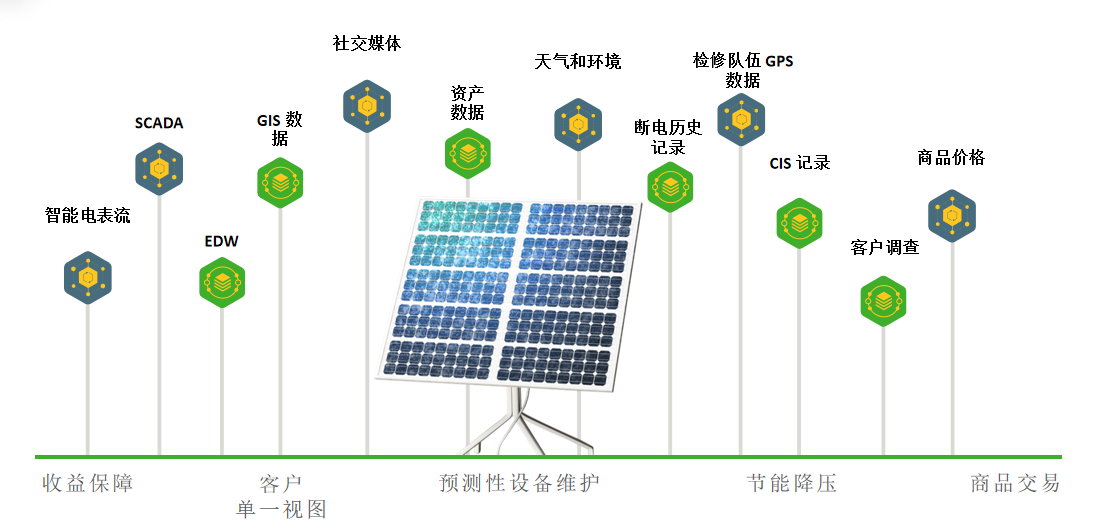 社交媒体
天气和环境
检修队伍 GPS
数据
资产
数据
SCADA
GIS 数
据
断电历史
记录
CIS 记录
商品价格
智能电表流
EDW
客户调查
收益保障
客户
单一视图
预测性设备维护
节能降压
商品交易